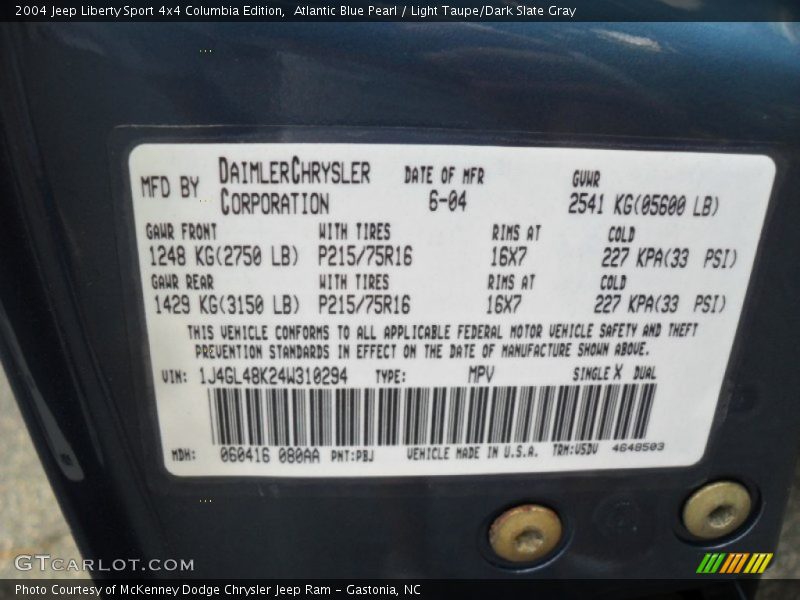 2004 Jeep Liberty Sport 4x4 Columbia Edition,  Atlantic Blue Pearl / Light Taupe/Dark Slate Gray
MFD BY DAIMLERCHRYSLER CORPORATION DATE OF MFR 6-04 GVWR 2541 KG(05600 LB)
GAWR FRONT WITH TIRES RIMS AT COLD
1248 KG(2750 LB) P215/75R16 16X7 227 KPA(33 PSI)
GAWR REAR WITH TIRES RIMS AT COLD
1429 KG(3150 LB) P215/75R16 16X7 227 KPA(33 PSI)
THIS VEHICLE CONFORMS TO ALL APPLICABLE FEDERAL MOTOR VEHICLE SAFETY AND THEFT
PREVENTION STANDARDS IN EFFECT ON THE DATE OF MANUFACTURE SHOWN ABOVE.
VIN: 1J4GL48K24W310294 TYPE: MPV SINGLE X DUAL
MDH: 060416 080AA PNT:PBJ VEHICLE MADE IN U.S.A. TRM:USDV 4648503
GTCARLOT.COM
Photo Courtesy of McKenney Dodge Chrysler Jeep Ram - Gastonia, NC